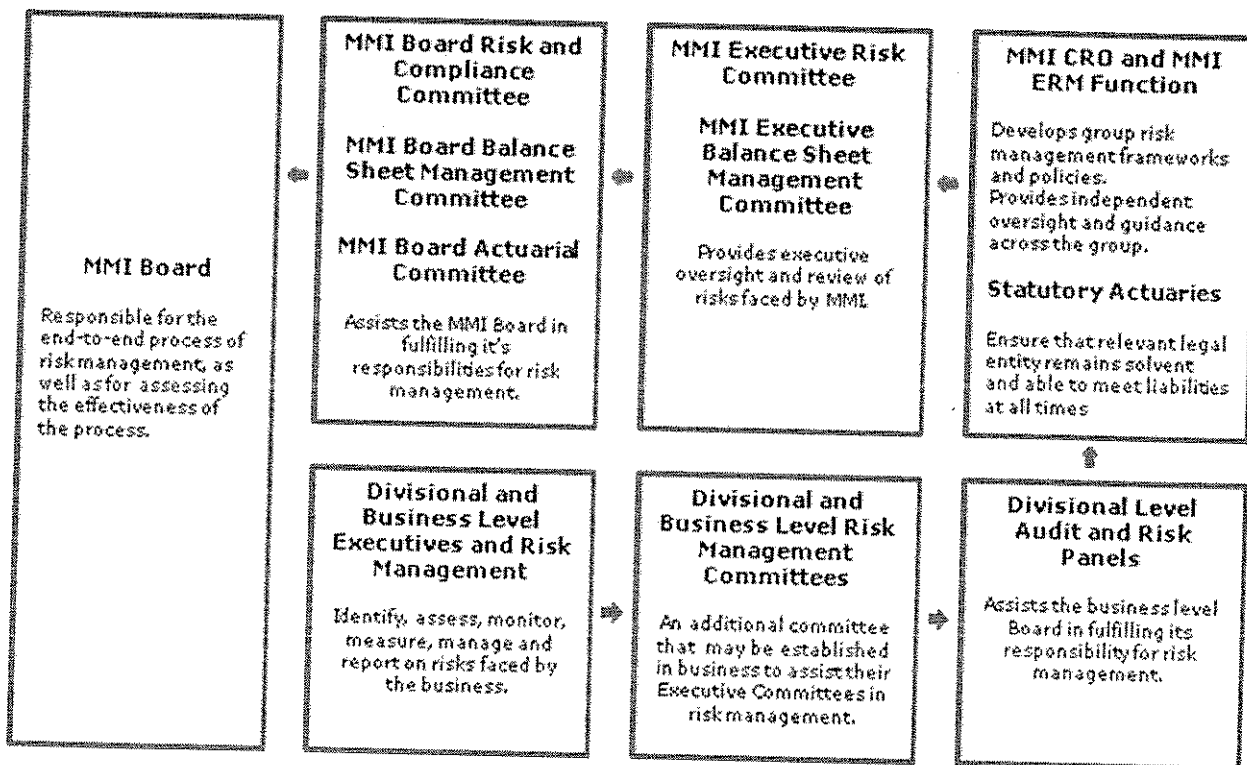 MMI Board
Responsible for the
end-to-end process of
risk management, as
well as for assessing
the effectiveness of
the process.
MMI Board Risk and
Compliance
Committee
MMI Board Balance
Sheet Management
Committee
MMI Board Actuarial
Committee
Assists the MMI Board in
fulfilling it's
responsibilities for risk
management.
MMI Executive Risk
Committee
MMI Executive
Balance Sheet
Management
Committee
Provides executive
oversight and review of
risks faced by MMI.
MMI CRO and MMI
ERM Function
Develops group risk
management frameworks
and policies.
Provides independent
oversight and guidance
across the group.
Statutory Actuaries
Ensure that relevant legal
entity remains solvent
and able to meet liabilities
at all times
Divisional and
Business Level
Executives and Risk
Management
Identify, assess, monitor,
measure, manage and
report on risks faced by
the business.
Divisional and
Business Level Risk
Management
Committees
An additional committee
that may be established
in business to assist their
Executive Committees in
risk management.
Divisional Level
Audit and Risk
Panels
Assists the business level
Board in fulfilling its
responsibility for risk
management.